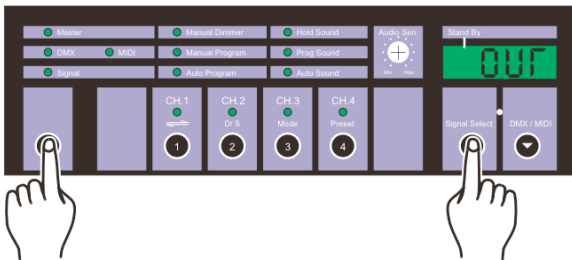 Master Manual Dimmer Hold Sound Audio Sen. Stand By
DMX MIDI Manual Program Prog Sound
Signal Auto Program Auto Sound Min Max
OUT
CH.1 CH.2 CH.3 CH.4
D/S Mode Preset Signal Select DMX / MIDI
1 2 3 4